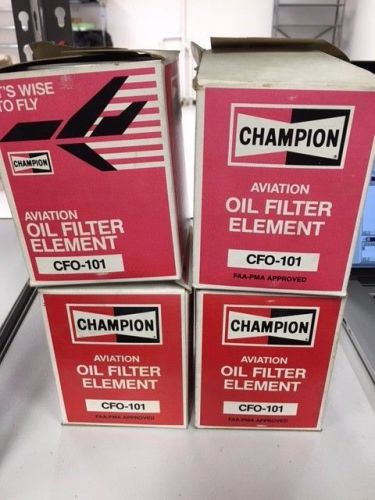 T'S WISE
TO FLY
CHAMPION
AVIATION
OIL FILTER
ELEMENT
CFO-101
CHAMPION
AVIATION
OIL FILTER
ELEMENT
CFO-101
FAA-PMA APPROVED
CHAMPION
AVIATION
OIL FILTER
ELEMENT
CFO-101
FAA-PMA APPROVED
CHAMPION
AVIATION
OIL FILTER
ELEMENT
CFO-101
FAA-PMA APPROVED